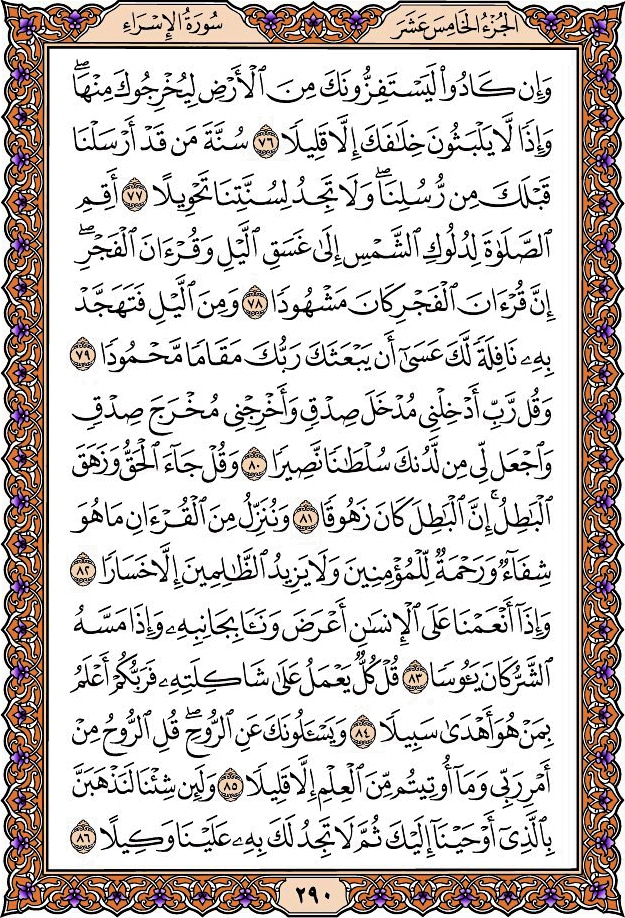 الجُزْءُ الخَامِسَ عَشَرَ
سُورَةُ الإِسْرَاءِ
وَإِن كَادُواْ لَيَسْتَفِزُّونَكَ مِنَ ٱلْأَرْضِ لِيُخْرِجُوكَ مِنْهَاۖ
وَإِذًا لَّا يَلْبَثُونَ خِلَٰفَكَ إِلَّا قَلِيلًا ٧٦ سُنَّةَ مَن قَدْ أَرْسَلْنَا
قَبْلَكَ مِن رُّسُلِنَاۖ وَلَا تَجِدُ لِسُنَّتِنَا تَحْوِيلًا ٧٧ أَقِمِ
ٱلصَّلَوٰةَ لِدُلُوكِ ٱلشَّمْسِ إِلَىٰ غَسَقِ ٱلَّيْلِ وَقُرْءَانَ ٱلْفَجْرِۖ
إِنَّ قُرْءَانَ ٱلْفَجْرِ كَانَ مَشْهُودًا ٧٨ وَمِنَ ٱلَّيْلِ فَتَهَجَّدْ
بِهِۦ نَافِلَةً لَّكَ عَسَىٰٓ أَن يَبْعَثَكَ رَبُّكَ مَقَامًا مَّحْمُودًا ٧٩
وَقُل رَّبِّ أَدْخِلْنِي مُدْخَلَ صِدْقٍ وَأَخْرِجْنِي مُخْرَجَ صِدْقٍ
وَٱجْعَل لِّي مِن لَّدُنكَ سُلْطَٰنًا نَّصِيرًا ٨٠ وَقُلْ جَآءَ ٱلْحَقُّ وَزَهَقَ
ٱلْبَٰطِلُۚ إِنَّ ٱلْبَٰطِلَ كَانَ زَهُوقًا ٨١ وَنُنَزِّلُ مِنَ ٱلْقُرْءَانِ مَا هُوَ
شِفَآءٌ وَرَحْمَةٌ لِّلْمُؤْمِنِينَ وَلَا يَزِيدُ ٱلظَّٰلِمِينَ إِلَّا خَسَارًا ٨٢
وَإِذَآ أَنْعَمْنَا عَلَى ٱلْإِنسَٰنِ أَعْرَضَ وَنَـَٔا بِجَانِبِهِۦ وَإِذَا مَسَّهُ
ٱلشَّرُّ كَانَ يَـُٔوسًا ٨٣ قُلْ كُلٌّ يَعْمَلُ عَلَىٰ شَاكِلَتِهِۦ فَرَبُّكُمْ أَعْلَمُ
بِمَنْ هُوَ أَهْدَىٰ سَبِيلًا ٨٤ وَيَسْـَٔلُونَكَ عَنِ ٱلرُّوحِۖ قُلِ ٱلرُّوحُ مِنْ
أَمْرِ رَبِّي وَمَآ أُوتِيتُم مِّنَ ٱلْعِلْمِ إِلَّا قَلِيلًا ٨٥ وَلَئِن شِئْنَا لَنَذْهَبَنَّ
بِٱلَّذِيٓ أَوْحَيْنَآ إِلَيْكَ ثُمَّ لَا تَجِدُ لَكَ بِهِۦ عَلَيْنَا وَكِيلًا ٨٦
٢٩٠